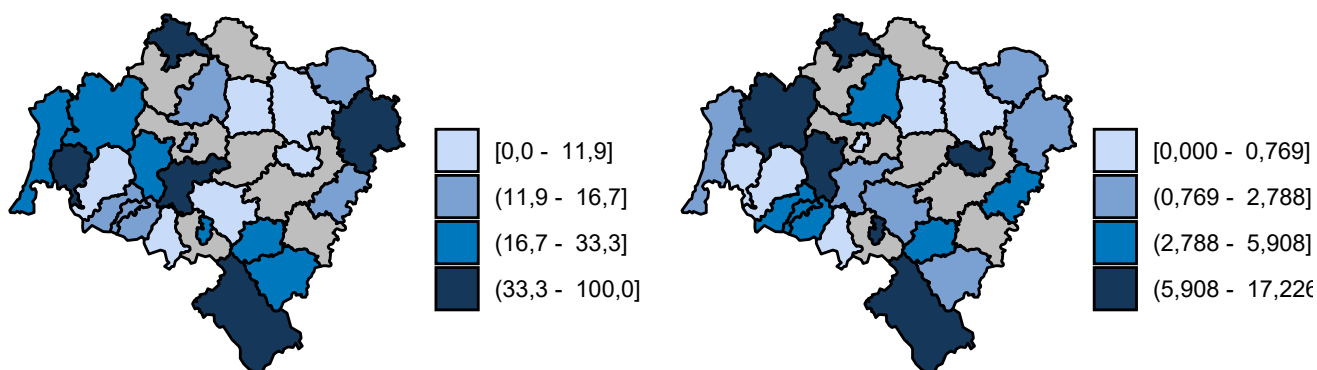 [0,0 - 11,9]
(11,9 - 16,7]
(16,7 - 33,3]
(33,3 - 100,0]
[0,000 - 0,769]
(0,769 - 2,788]
(2,788 - 5,908]
(5,908 - 17,226